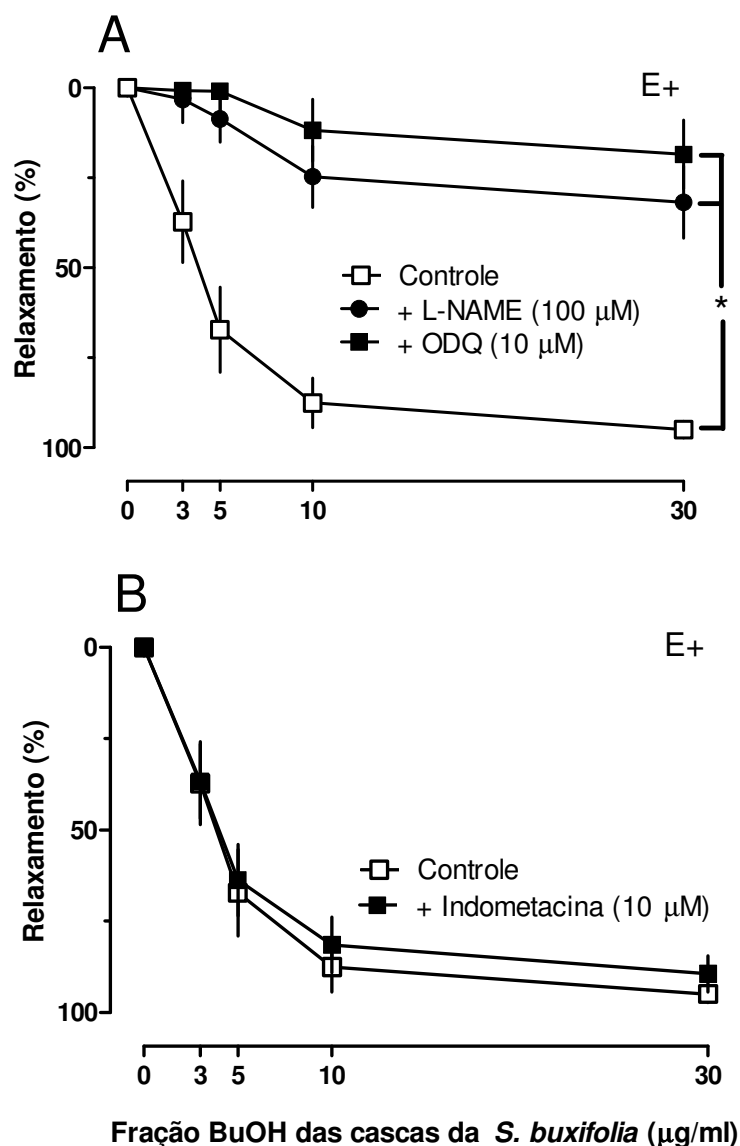 A
E+
0
50
100
Relaxamento (%)
Controle
+ L-NAME (100 µM)
+ ODQ (10 µM)
*
0 3 5 10 30
B
E+
0
50
100
Relaxamento (%)
Controle
+ Indometacina (10 µM)
0 3 5 10 30
Fração BuOH das cascas da S. buxifolia (µg/ml)